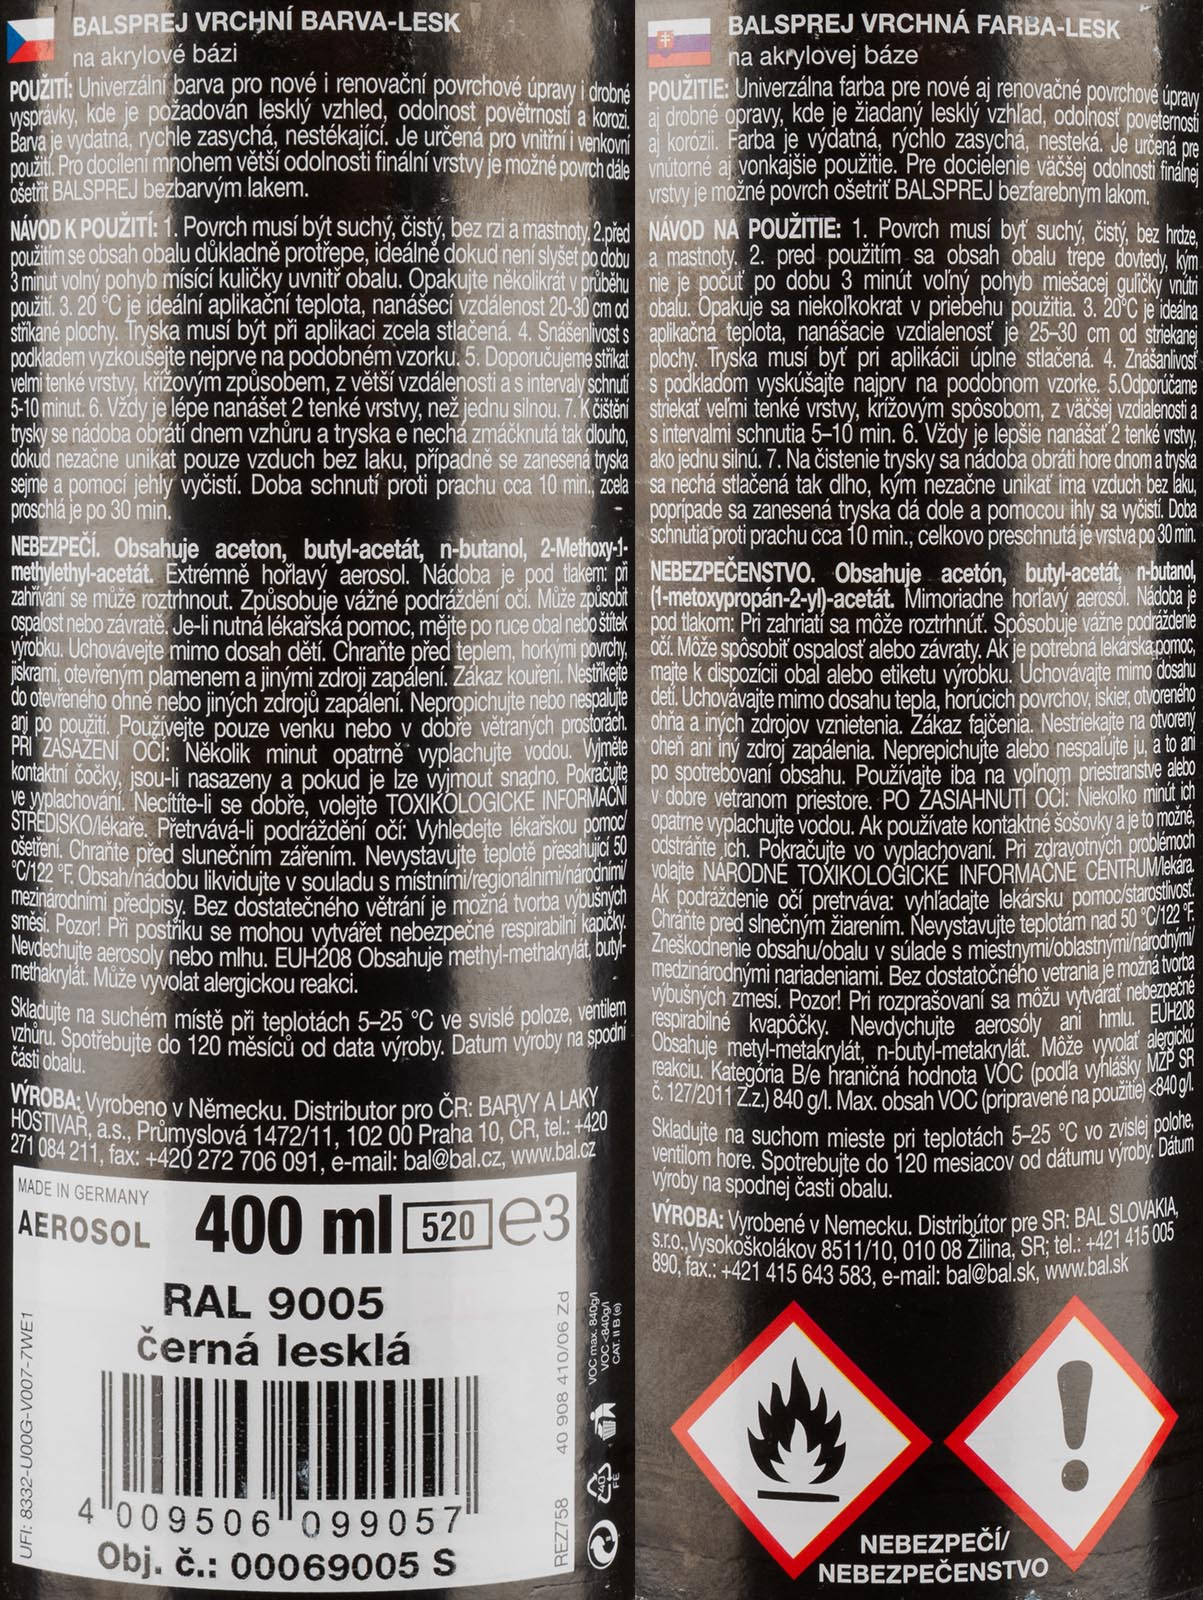 BALSPREJ VRCHNÍ BARVA-LESK
na akrylové bázi
POUŽITÍ: Univerzální barva pro nové i renovační povrchové úpravy i drobné
vysprávky, kde je požadován lesklý vzhled, odolnost povětrnosti a korozi.
Barva je vydatná, rychle zasychá, nestékající. Je určená pro vnitřní i venkovní
použití. Pro docílení mnohem větší odolnosti finální vrstvy je možné povrch dále
ošetřit BALSPREJ bezbarvým lakem.
NÁVOD K POUŽITÍ: 1. Povrch musí být suchý, čistý, bez rzi a mastnoty. 2.před
použitím se obsah obalu důkladně protřepe, ideálně dokud není slyšet po dobu
3 minut volný pohyb mísící kuličky uvnitř obalu. Opakujte několikrát v průběhu
použití. 3. 20 °C je ideální aplikační teplota, nanášecí vzdálenost 20-30 cm od
stříkané plochy. Tryska musí být při aplikaci zcela stlačená. 4. Snášenlivost s
podkladem vyzkoušejte nejprve na podobném vzorku. 5. Doporučujeme stříkat
velmi tenké vrstvy, křížovým způsobem, z větší vzdálenosti a s intervaly schnutí
5-10 minut. 6. Vždy je lépe nanášet 2 tenké vrstvy, než jednu silnou. 7. K čištění
trysky se nádoba obrátí dnem vzhůru a tryska e nechá zmáčknutá tak dlouho,
dokud nezačne unikat pouze vzduch bez laku, případně se zanesená tryska
sejme a pomocí jehly vyčistí. Doba schnutí proti prachu cca 10 min., zcela
proschlá je po 30 min.
NEBEZPEČÍ. Obsahuje aceton, butyl-acetát, n-butanol, 2-Methoxy-1-
methylethyl-acetát. Extrémně hořlavý aerosol. Nádoba je pod tlakem: při
zahřívání se může roztrhnout. Způsobuje vážné podráždění očí. Může způsobit
ospalost nebo závratě. Je-li nutná lékařská pomoc, mějte po ruce obal nebo štítek
výrobku. Uchovávejte mimo dosah dětí. Chraňte před teplem, horkými povrchy,
jiskrami, otevřeným plamenem a jinými zdroji zapálení. Zákaz kouření. Nestříkejte
do otevřeného ohně nebo jiných zdrojů zapálení. Nepropichujte nebo nespalujte
ani po použití. Používejte pouze venku nebo v dobře větraných prostorách.
PŘI ZASAŽENÍ OČÍ: Několik minut opatrně vyplachujte vodou. Vyjměte
kontaktní čočky, jsou-li nasazeny a pokud je lze vyjmout snadno. Pokračujte
ve vyplachování. Necítíte-li se dobře, volejte TOXIKOLOGICKÉ INFORMAČNÍ
STŘEDISKO/lékaře. Přetrvává-li podráždění očí: Vyhledejte lékařskou pomoc/
ošetření. Chraňte před slunečním zářením. Nevystavujte teplotě přesahující 50
°C/122 °F. Obsah/nádobu likvidujte v souladu s místními/regionálními/národními/
mezinárodními předpisy. Bez dostatečného větrání je možná tvorba výbušných
směsí. Pozor! Při postřiku se mohou vytvářet nebezpečné respirabilní kapičky.
Nevdechujte aerosoly nebo mlhu. EUH208 Obsahuje methyl-methakrylát, butyl-
methakrylát. Může vyvolat alergickou reakci.
Skladujte na suchém místě při teplotách 5–25 °C ve svislé poloze, ventilem
vzhůru. Spotřebujte do 120 měsíců od data výroby. Datum výroby na spodní
části obalu.
VÝROBA: Vyrobeno v Německu. Distributor pro ČR: BARVY A LAKY
HOSTIVAŘ, a.s., Průmyslová 1472/11, 102 00 Praha 10, ČR, tel.: +420
271 084 211, fax: +420 272 706 091, e-mail: bal@bal.cz, www.bal.cz
MADE IN GERMANY
AEROSOL 400 ml 520 e3
RAL 9005
černá lesklá
4 009506 099057
Obj. č.: 00069005 S
UFI: 8332-U00G-V007-7WE1
REZ758 40 908 410/06 Zd
VOC max. 840g/l
VOC <840g/l
CAT. II B (e)
40
FE
BALSPREJ VRCHNÁ FARBA-LESK
na akrylovej báze
POUŽITIE: Univerzálna farba pre nové aj renovačné povrchové úpravy
aj drobné opravy, kde je žiadaný lesklý vzhľad, odolnosť poveternosti
aj korózii. Farba je výdatná, rýchlo zasychá, nesteká. Je určená pre
vnútorné aj vonkajšie použitie. Pre docielenie väčšej odolnosti finálnej
vrstvy je možné povrch ošetriť BALSPREJ bezfarebným lakom.
NÁVOD NA POUŽITIE: 1. Povrch musí byť suchý, čistý, bez hrdze
a mastnoty. 2. pred použitím sa obsah obalu trepe dovtedy, kým
nie je počuť po dobu 3 minút voľný pohyb miešacej guľičky vnútri
obalu. Opakuje sa niekoľkokrat v priebehu použitia. 3. 20°C je ideálna
aplikačná teplota, nanášacie vzdialenosť je 25–30 cm od striekanej
plochy. Tryska musí byť pri aplikácii úplne stlačená. 4. Znášanlivosť
s podkladom vyskúšajte najprv na podobnom vzorke. 5.Odporúčame
striekať veľmi tenké vrstvy, krížovým spôsobom, z väčšej vzdialenosti a
s intervalmi schnutia 5–10 min. 6. Vždy je lepšie nanášať 2 tenké vrstvy,
ako jednu silnú. 7. Na čistenie trysky sa nádoba obráti hore dnom a tryska
sa nechá stlačená tak dlho, kým nezačne unikať ima vzduch bez laku,
poprípade sa zanesená tryska dá dole a pomocou ihly sa vyčistí. Doba
schnutia proti prachu cca 10 min., celkovo preschnutá je vrstva po 30 min.
NEBEZPEČENSTVO. Obsahuje acetón, butyl-acetát, n-butanol,
(1-metoxypropán-2-yl)-acetát. Mimoriadne horľavý aerosól. Nádoba je
pod tlakom: Pri zahriatí sa môže roztrhnúť. Spôsobuje vážne podráždenie
očí. Môže spôsobiť ospalosť alebo závraty. Ak je potrebná lekárska pomoc,
majte k dispozícii obal alebo etiketu výrobku. Uchovávajte mimo dosahu
detí. Uchovávajte mimo dosahu tepla, horúcich povrchov, iskier, otvoreného
ohňa a iných zdrojov vznietenia. Zákaz fajčenia. Nestriekajte na otvorený
oheň ani iný zdroj zapálenia. Neprepichujte alebo nespaľujte ju, a to ani
po spotrebovaní obsahu. Používajte iba na voľnom priestranstve alebo
v dobre vetranom priestore. PO ZASIAHNUTÍ OČÍ: Niekoľko minút ich
opatrne vyplachujte vodou. Ak používate kontaktné šošovky a je to možné,
odstráňte ich. Pokračujte vo vyplachovaní. Pri zdravotných problémoch
volajte NÁRODNÉ TOXIKOLOGICKÉ INFORMAČNÉ CENTRUM/lekára.
Ak podráždenie očí pretrváva: vyhľadajte lekársku pomoc/starostlivosť.
Chráňte pred slnečným žiarením. Nevystavujte teplotám nad 50 °C/122 °F.
Zneškodnenie obsahu/obalu v súlade s miestnymi/oblastnými/národnými/
medzinárodnými nariadeniami. Bez dostatočného vetrania je možná tvorba
výbušných zmesí. Pozor! Pri rozprašovaní sa môžu vytvárať nebezpečné
respirabilné kvapôčky. Nevdychujte aerosóly ani hmlu. EUH208
Obsahuje metyl-metakrylát, n-butyl-metakrylát. Môže vyvolať alergickú
reakciu. Kategória B/e hraničná hodnota VOC (podľa vyhlášky MŽP SR
č. 127/2011 Z.z.) 840 g/l. Max. obsah VOC (pripravené na použitie) <840 g/l.
Skladujte na suchom mieste pri teplotách 5–25 °C vo zvislej polohe,
ventilom hore. Spotrebujte do 120 mesiacov od dátumu výroby. Dátum
výroby na spodnej časti obalu.
VÝROBA: Vyrobené v Nemecku. Distribútor pre SR: BAL SLOVAKIA,
s.r.o.,Vysokoškolákov 8511/10, 010 08 Žilina, SR; tel.: +421 415 005
890, fax.: +421 415 643 583, e-mail: bal@bal.sk, www.bal.sk
NEBEZPEČÍ/
NEBEZPEČENSTVO